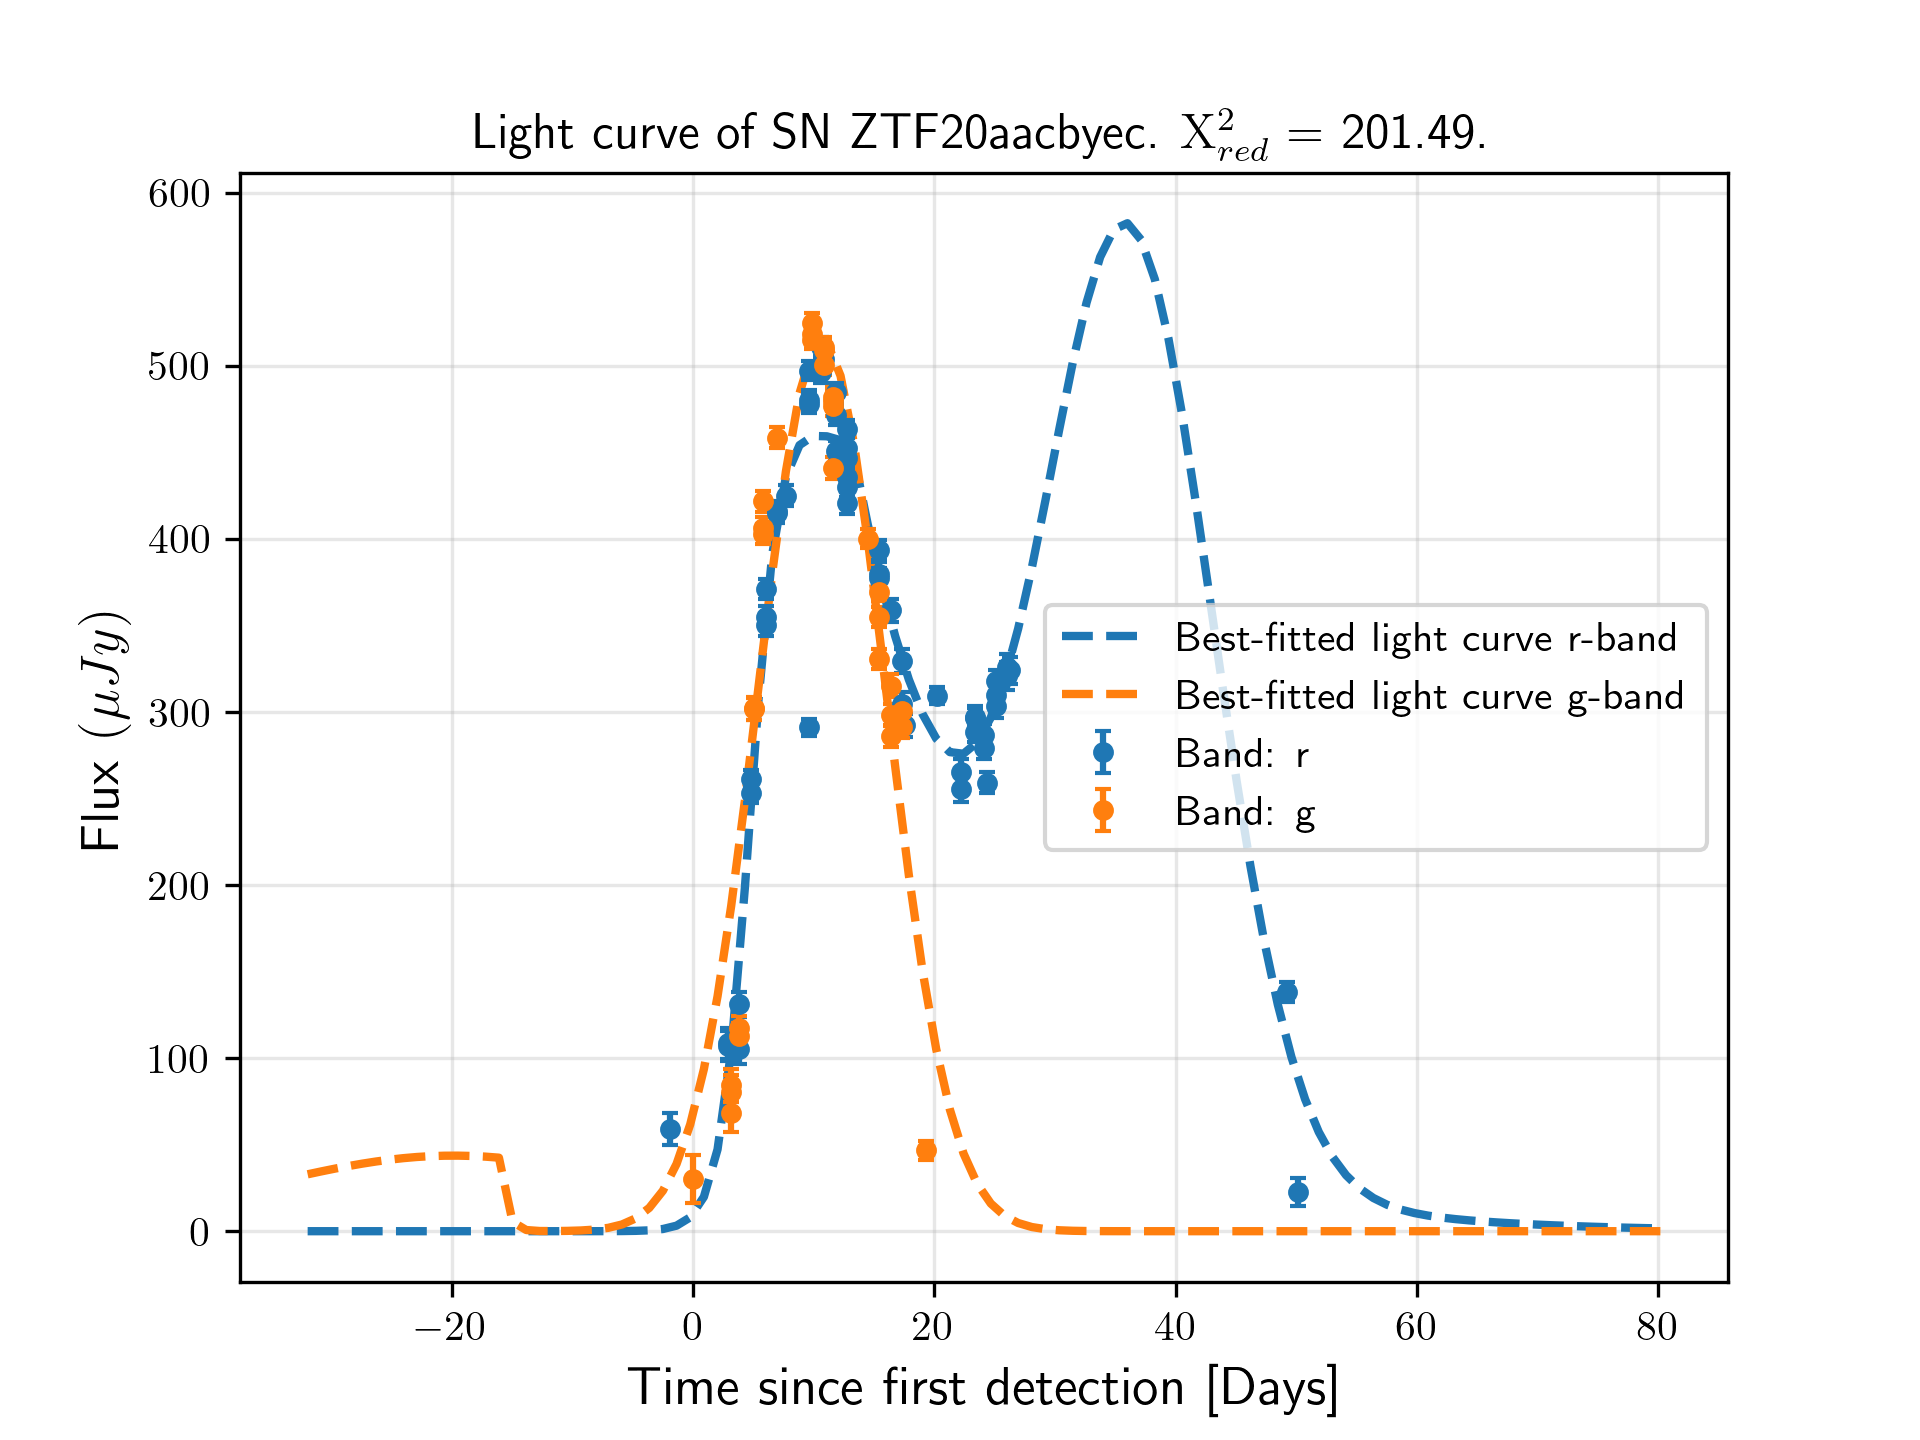 Light curve of SN ZTF20aacbyec. X²_red = 201.49.
600
500
400
300
200
100
0
Flux (μJy)
−20 0 20 40 60 80
Time since first detection [Days]
Best-fitted light curve r-band
Best-fitted light curve g-band
Band: r
Band: g